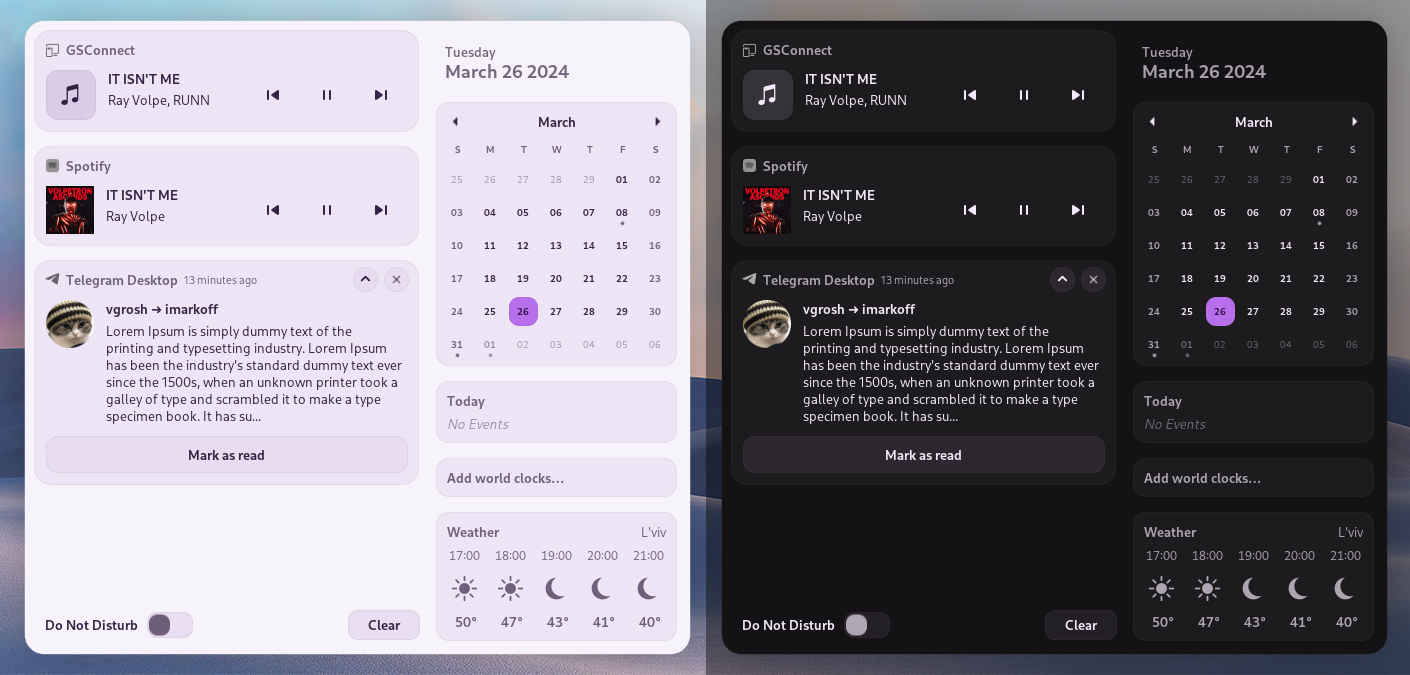 GSConnect
IT ISN'T ME
Ray Volpe, RUNN
Spotify
VOLPETRON
ASCENDS
IT ISN'T ME
Ray Volpe
Telegram Desktop 13 minutes ago
vgrosh → imarkoff
Lorem Ipsum is simply dummy text of the
printing and typesetting industry. Lorem Ipsum
has been the industry's standard dummy text ever
since the 1500s, when an unknown printer took a
galley of type and scrambled it to make a type
specimen book. It has su...
Mark as read
Do Not Disturb
Clear
Tuesday
March 26 2024
March
S M T W T F S
25 26 27 28 29 01 02
03 04 05 06 07 08 09
10 11 12 13 14 15 16
17 18 19 20 21 22 23
24 25 26 27 28 29 30
31 01 02 03 04 05 06
Today
No Events
Add world clocks...
Weather L'viv
17:00 18:00 19:00 20:00 21:00
50° 47° 43° 41° 40°
GSConnect
IT ISN'T ME
Ray Volpe, RUNN
Spotify
VOLPETRON
ASCENDS
IT ISN'T ME
Ray Volpe
Telegram Desktop 13 minutes ago
vgrosh → imarkoff
Lorem Ipsum is simply dummy text of the
printing and typesetting industry. Lorem Ipsum
has been the industry's standard dummy text ever
since the 1500s, when an unknown printer took a
galley of type and scrambled it to make a type
specimen book. It has su...
Mark as read
Do Not Disturb
Clear
Tuesday
March 26 2024
March
S M T W T F S
25 26 27 28 29 01 02
03 04 05 06 07 08 09
10 11 12 13 14 15 16
17 18 19 20 21 22 23
24 25 26 27 28 29 30
31 01 02 03 04 05 06
Today
No Events
Add world clocks...
Weather L'viv
17:00 18:00 19:00 20:00 21:00
50° 47° 43° 41° 40°